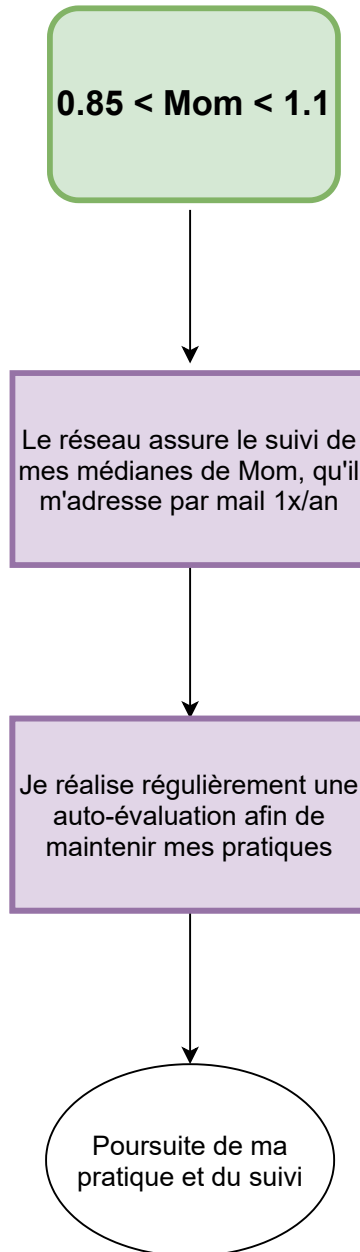 0.85 < Mom < 1.1
Le réseau assure le suivi de
mes médianes de Mom, qu'il
m'adresse par mail 1x/an
Je réalise régulièrement une
auto-évaluation afin de
maintenir mes pratiques
Poursuite de ma
pratique et du suivi